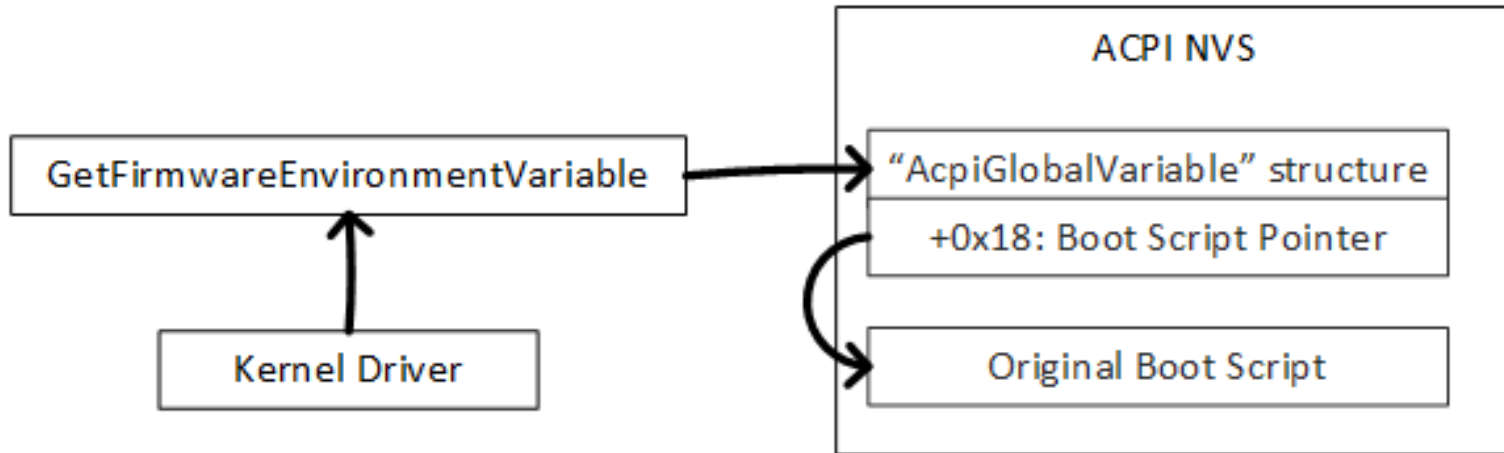 ACPI NVS
GetFirmwareEnvironmentVariable
“AcpiGlobalVariable” structure
+0x18: Boot Script Pointer
Kernel Driver
Original Boot Script